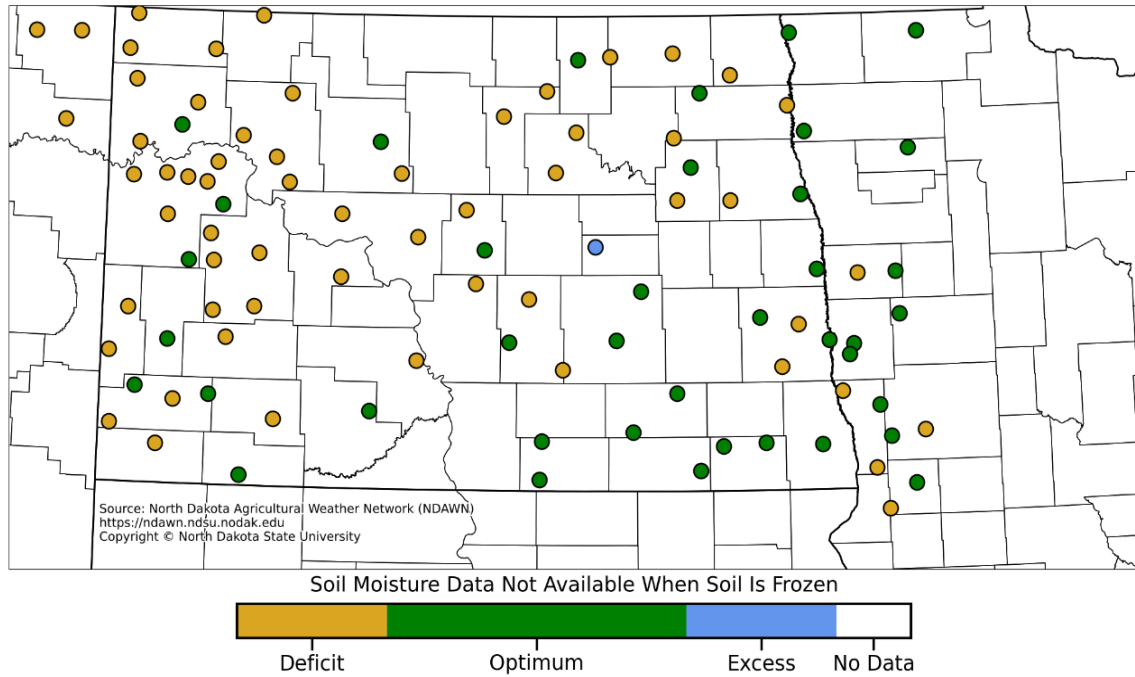 Source: North Dakota Agricultural Weather Network (NDAWN)
https://ndawn.ndsu.nodak.edu
Copyright © North Dakota State University
Soil Moisture Data Not Available When Soil Is Frozen
Deficit Optimum Excess No Data